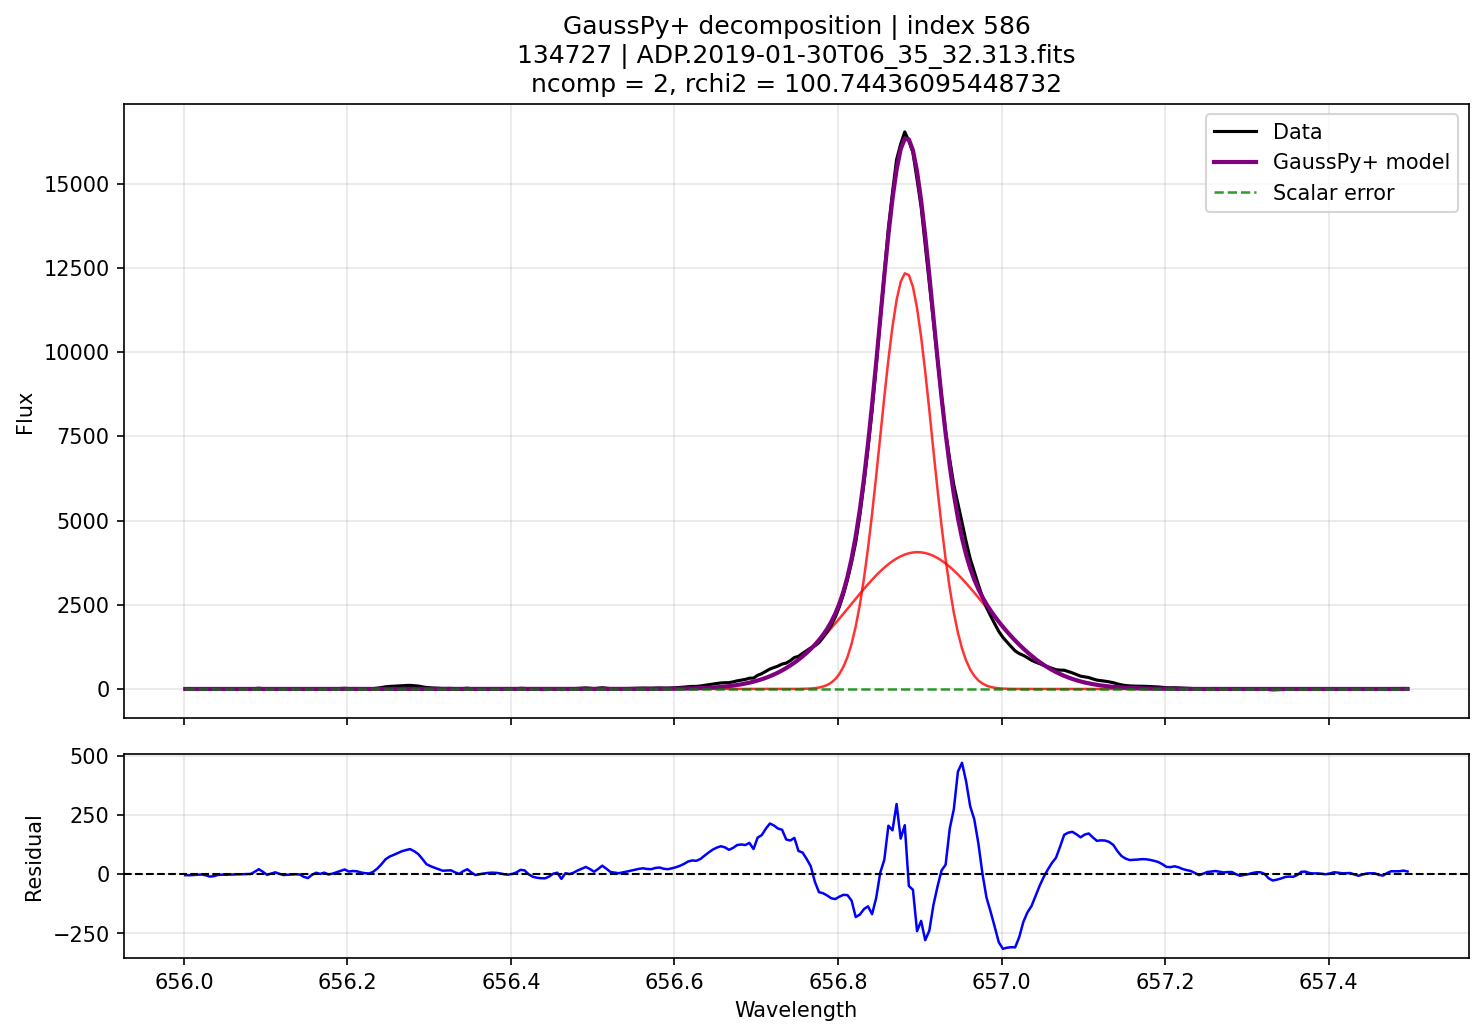 GaussPy+ decomposition | index 586
134727 | ADP.2019-01-30T06_35_32.313.fits
ncomp = 2, rchi2 = 100.74436095448732
Data
GaussPy+ model
Scalar error
Flux
15000
12500
10000
7500
5000
2500
0
Residual
500
250
0
−250
656.0
656.2
656.4
656.6
656.8
657.0
657.2
657.4
Wavelength